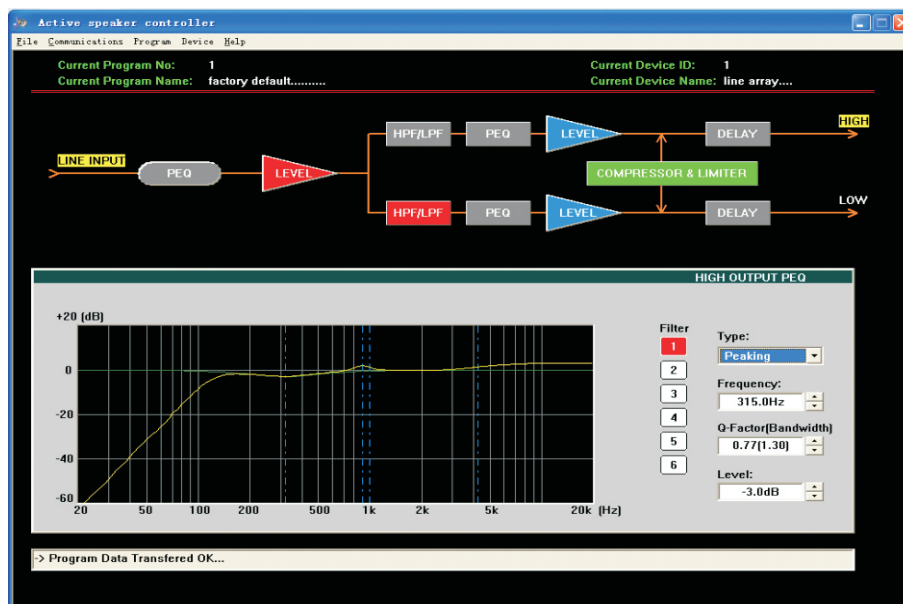 Active speaker controller
File Communications Program Device Help
Current Program No: 1
Current Program Name: factory default..........
Current Device ID: 1
Current Device Name: line array....
HIGH
HPF/LPF PEQ LEVEL DELAY
LINE INPUT
PEQ LEVEL
COMPRESSOR & LIMITER
LOW
HPF/LPF PEQ LEVEL DELAY
HIGH OUTPUT PEQ
+20 (dB)
0
-20
-40
-60
20 50 100 200 500 1k 2k 5k 20k (Hz)
Filter
1
2
3
4
5
6
Type:
Peaking
Frequency:
315.0Hz
Q-Factor(Bandwidth)
0.77(1.30)
Level:
-3.0dB
-> Program Data Transfered OK...